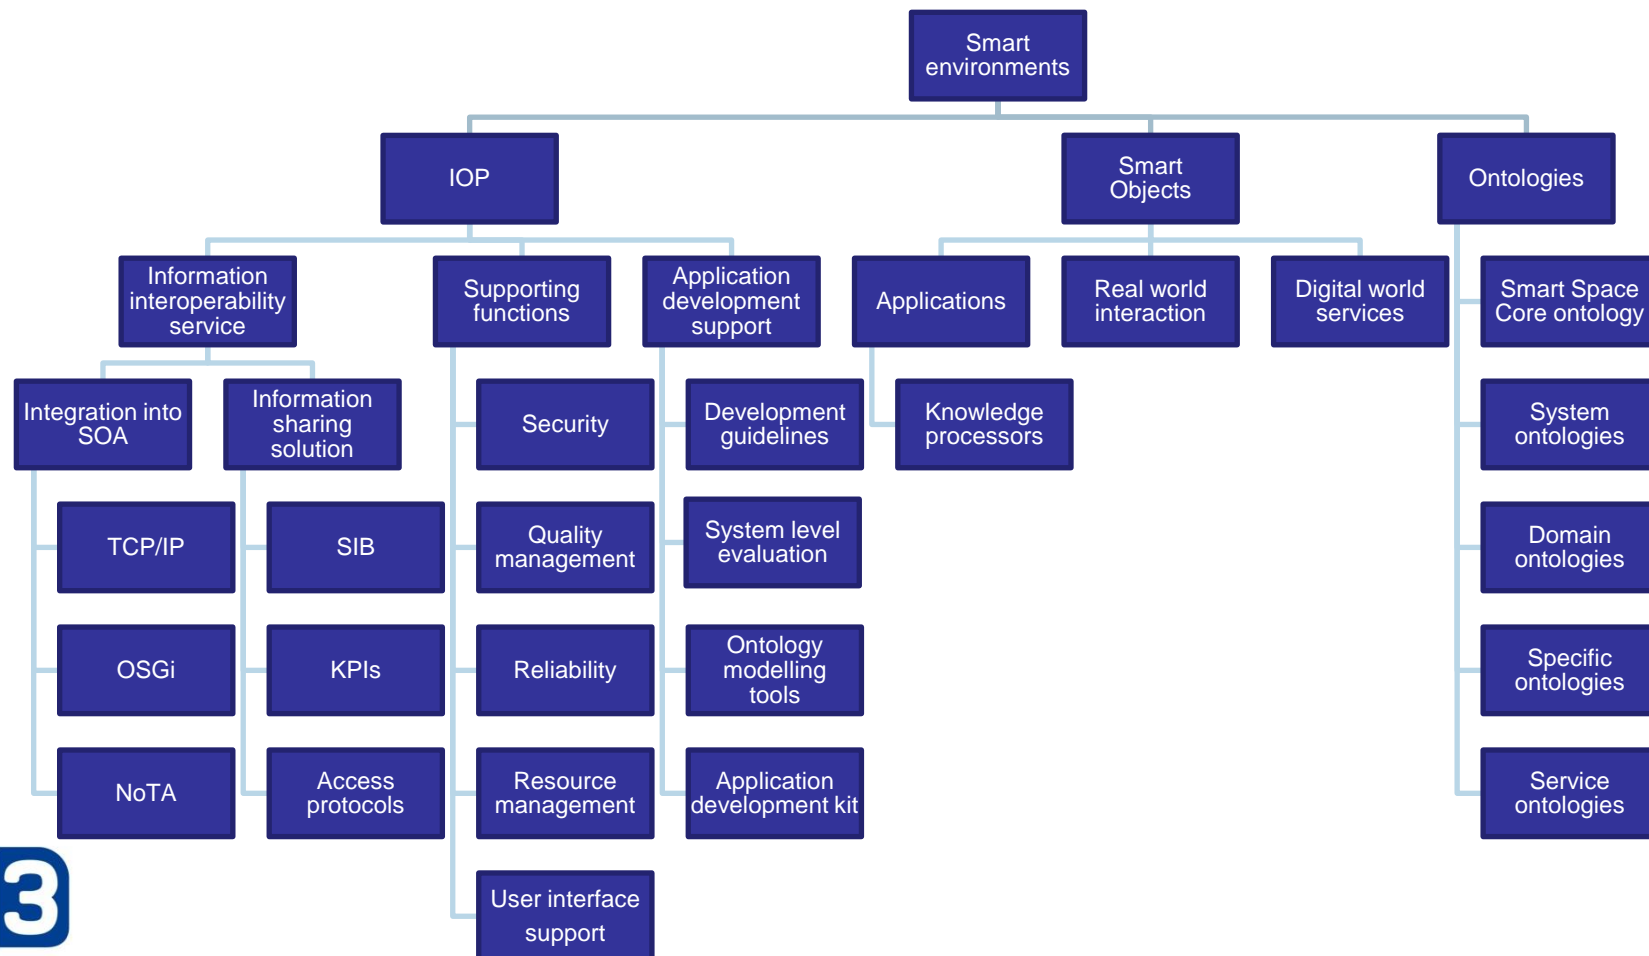 Smart
environments
IOP
Smart
Objects
Ontologies
Information
interoperability
service
Supporting
functions
Application
development
support
Applications
Real world
interaction
Digital world
services
Smart Space
Core ontology
Integration into
SOA
Information
sharing
solution
Security
Development
guidelines
Knowledge
processors
System
ontologies
TCP/IP
SIB
Quality
management
System level
evaluation
Domain
ontologies
OSGi
KPIs
Reliability
Ontology
modelling
tools
Specific
ontologies
NoTA
Access
protocols
Resource
management
Application
development kit
Service
ontologies
User interface
support
3